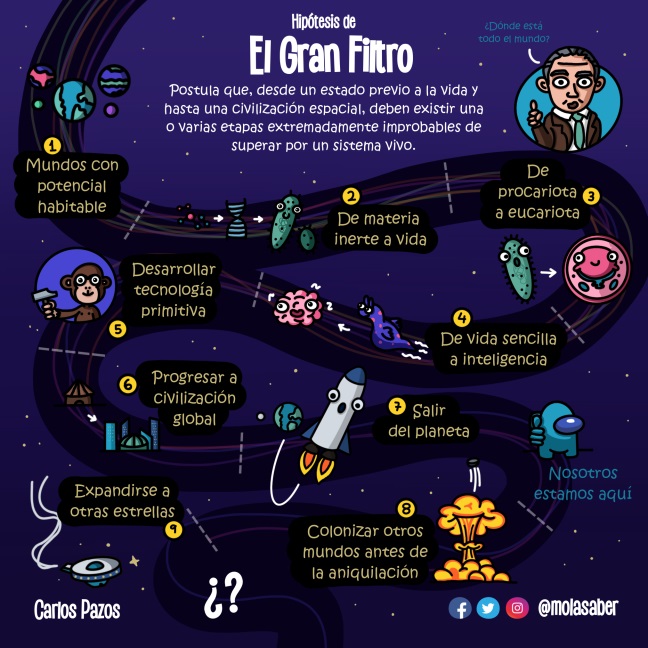 Hipótesis de
El Gran Filtro
Postula que, desde un estado previo a la vida y
hasta una civilización espacial, deben existir una
o varias etapas extremadamente improbables de
superar por un sistema vivo.
¿Dónde está
todo el mundo?
1
Mundos con
potencial
habitable
2
De materia
inerte a vida
De
procariota
a eucariota
3
4
De vida sencilla
a inteligencia
Desarrollar
tecnología
primitiva
5
6
Progresar a
civilización
global
7
Salir
del planeta
Nosotros
estamos aquí
8
Colonizar otros
mundos antes de
la aniquilación
Expandirse a
otras estrellas
9
¿?
Carlos Pazos
@molasaber